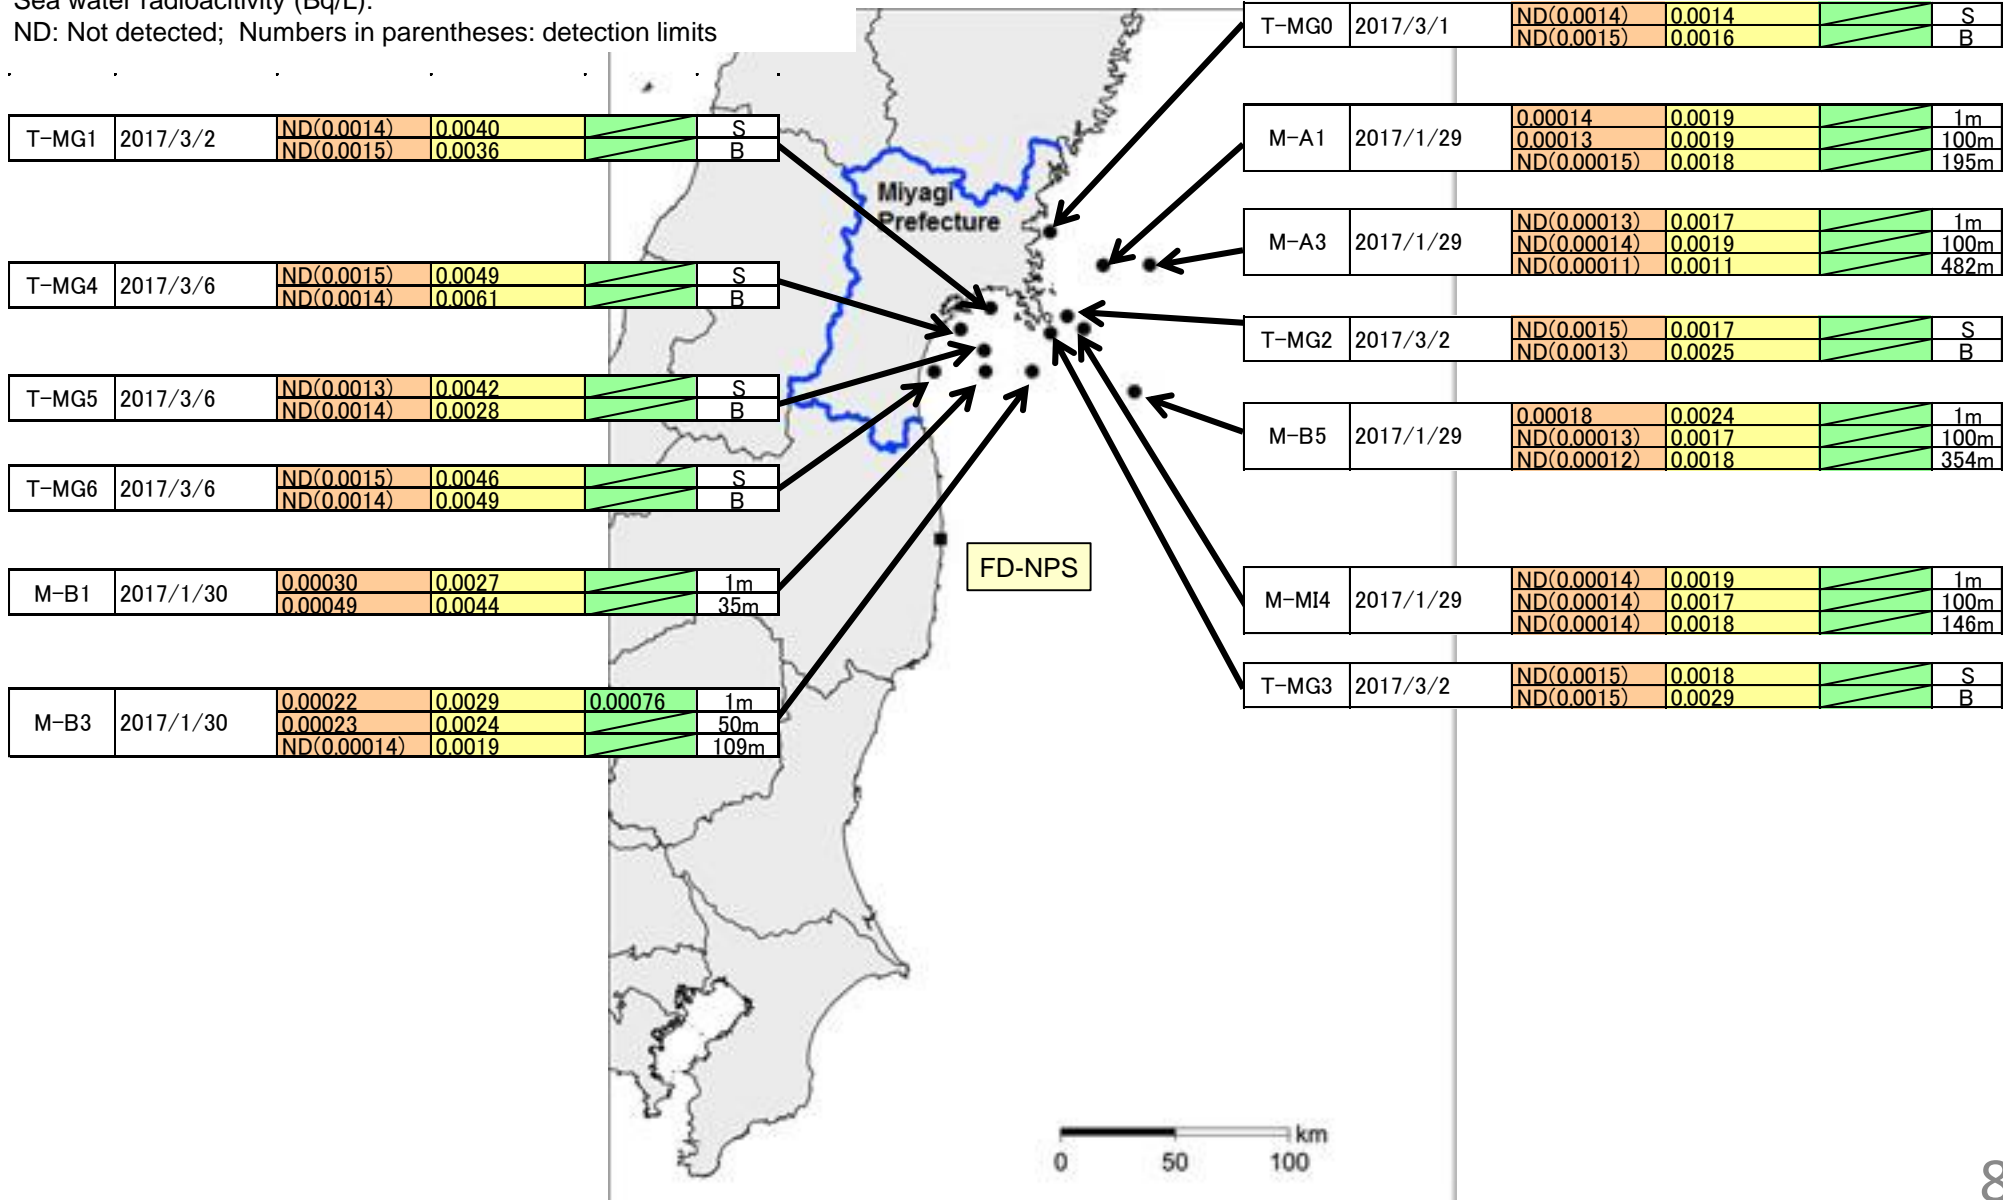 Sea water radioacitivity (Bq/L).
ND: Not detected; Numbers in parentheses: detection limits
T-MG0 2017/3/1 ND(0.0014) 0.0014 S
ND(0.0015) 0.0016 B
T-MG1 2017/3/2 ND(0.0014) 0.0040 S
ND(0.0015) 0.0036 B
T-MG4 2017/3/6 ND(0.0015) 0.0049 S
ND(0.0014) 0.0061 B
T-MG5 2017/3/6 ND(0.0013) 0.0042 S
ND(0.0014) 0.0028 B
T-MG6 2017/3/6 ND(0.0015) 0.0046 S
ND(0.0014) 0.0049 B
M-B1 2017/1/30 0.00030 0.0027 1m
0.00049 0.0044 35m
M-B3 2017/1/30 0.00022 0.0029 0.00076 1m
0.00023 0.0024 50m
ND(0.00014) 0.0019 109m
Miyagi
Prefecture
FD-NPS
M-A1 2017/1/29 0.00014 0.0019 1m
0.00013 0.0019 100m
ND(0.00015) 0.0018 195m
M-A3 2017/1/29 ND(0.00013) 0.0017 1m
ND(0.00014) 0.0019 100m
ND(0.00011) 0.0011 482m
T-MG2 2017/3/2 ND(0.0015) 0.0017 S
ND(0.0013) 0.0025 B
M-B5 2017/1/29 0.00018 0.0024 1m
ND(0.00013) 0.0017 100m
ND(0.00012) 0.0018 354m
M-MI4 2017/1/29 ND(0.00014) 0.0019 1m
ND(0.00014) 0.0017 100m
ND(0.00014) 0.0018 146m
T-MG3 2017/3/2 ND(0.0015) 0.0018 S
ND(0.0015) 0.0029 B
km
0 50 100
8